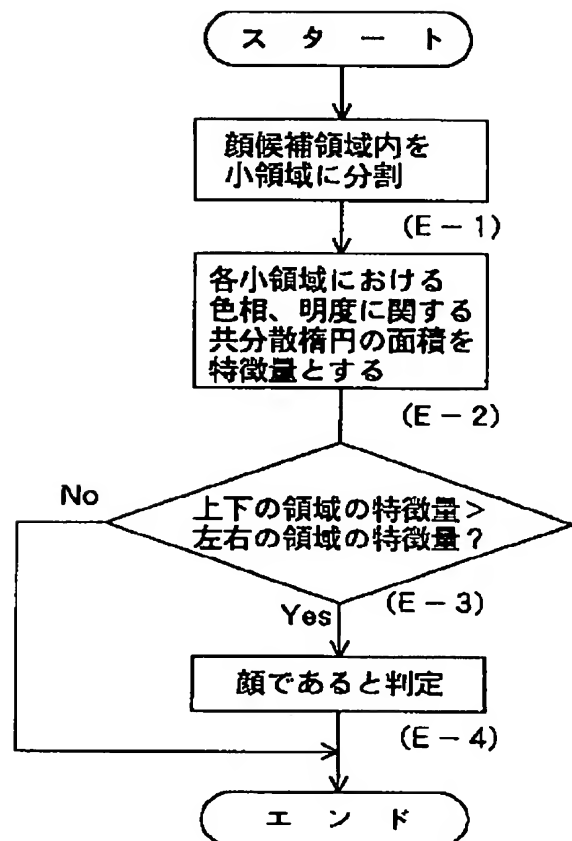 スタート
顔候補領域内を
小領域に分割
(E-1)
各小領域における
色相、明度に関する
共分散楕円の面積を
特徴量とする
(E-2)
No
上下の領域の特徴量>
左右の領域の特徴量?
Yes
(E-3)
顔であると判定
(E-4)
エンド